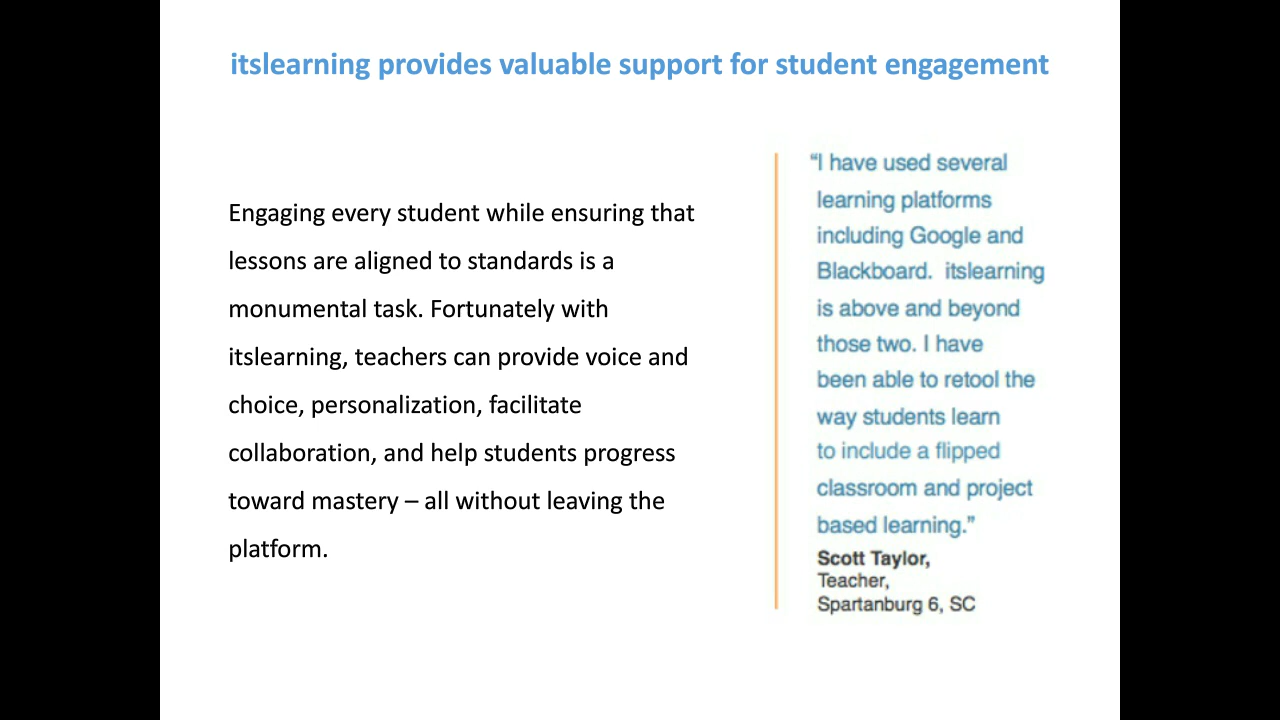 itslearning provides valuable support for student engagement
Engaging every student while ensuring that
lessons are aligned to standards is a
monumental task. Fortunately with
itslearning, teachers can provide voice and
choice, personalization, facilitate
collaboration, and help students progress
toward mastery – all without leaving the
platform.
“I have used several
learning platforms
including Google and
Blackboard.  itslearning
is above and beyond
those two. I have
been able to retool the
way students learn
to include a flipped
classroom and project
based learning.”
Scott Taylor,
Teacher,
Spartanburg 6, SC